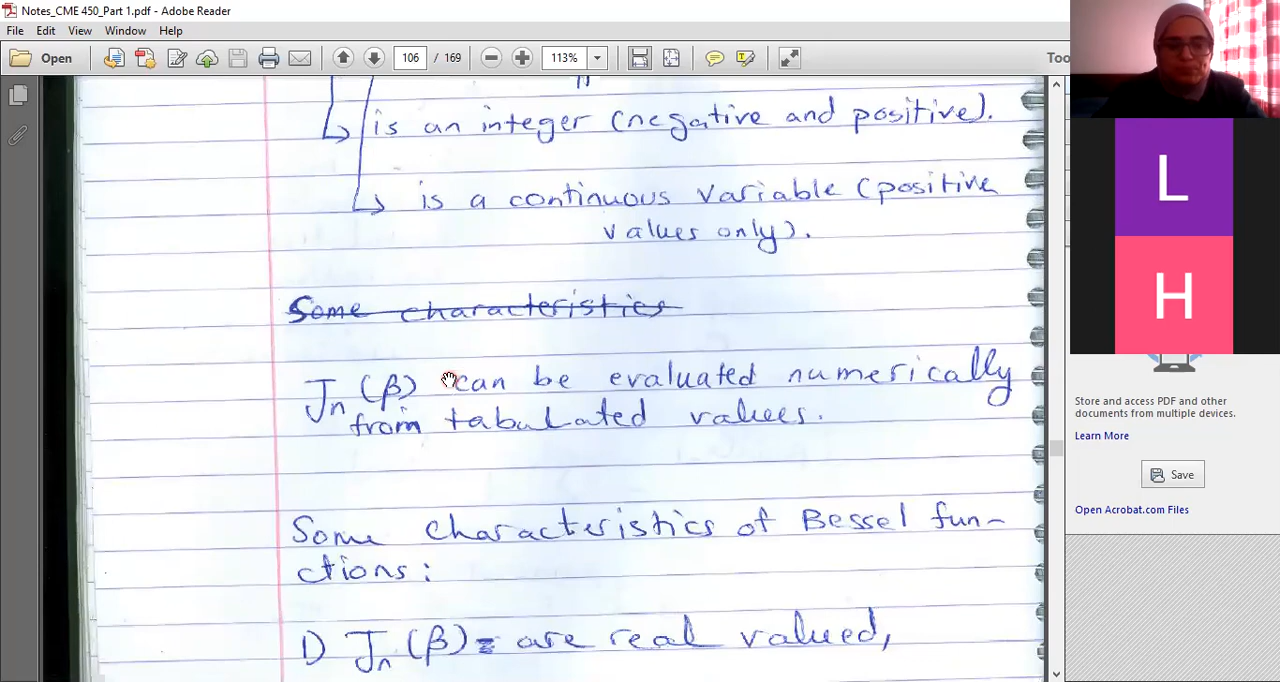 Notes_CME 450_Part 1.pdf - Adobe Reader
File Edit View Window Help
Open 106 / 169 113% Too
is an integer (negative and positive).
is a continuous variable (positive
values only).
Some characteristics
Jn (β) can be evaluated numerically
from tabulated values.
Some characteristics of Bessel fun-
ctions:
1) Jn (β) are real valued,
L
H
Store and access PDF and other
documents from multiple devices.
Learn More
Save
Open Acrobat.com Files